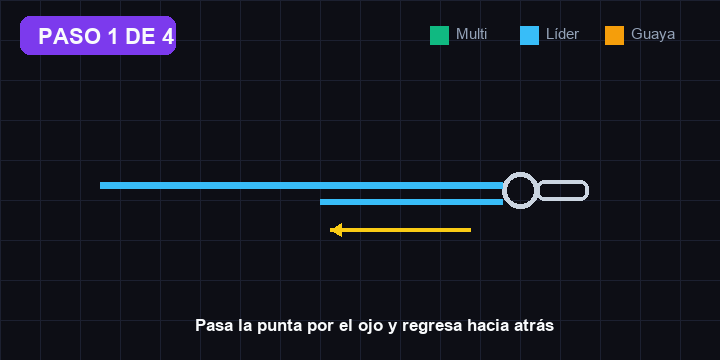 PASO 1 DE 4
Multi
Líder
Guaya
Pasa la punta por el ojo y regresa hacia atrás